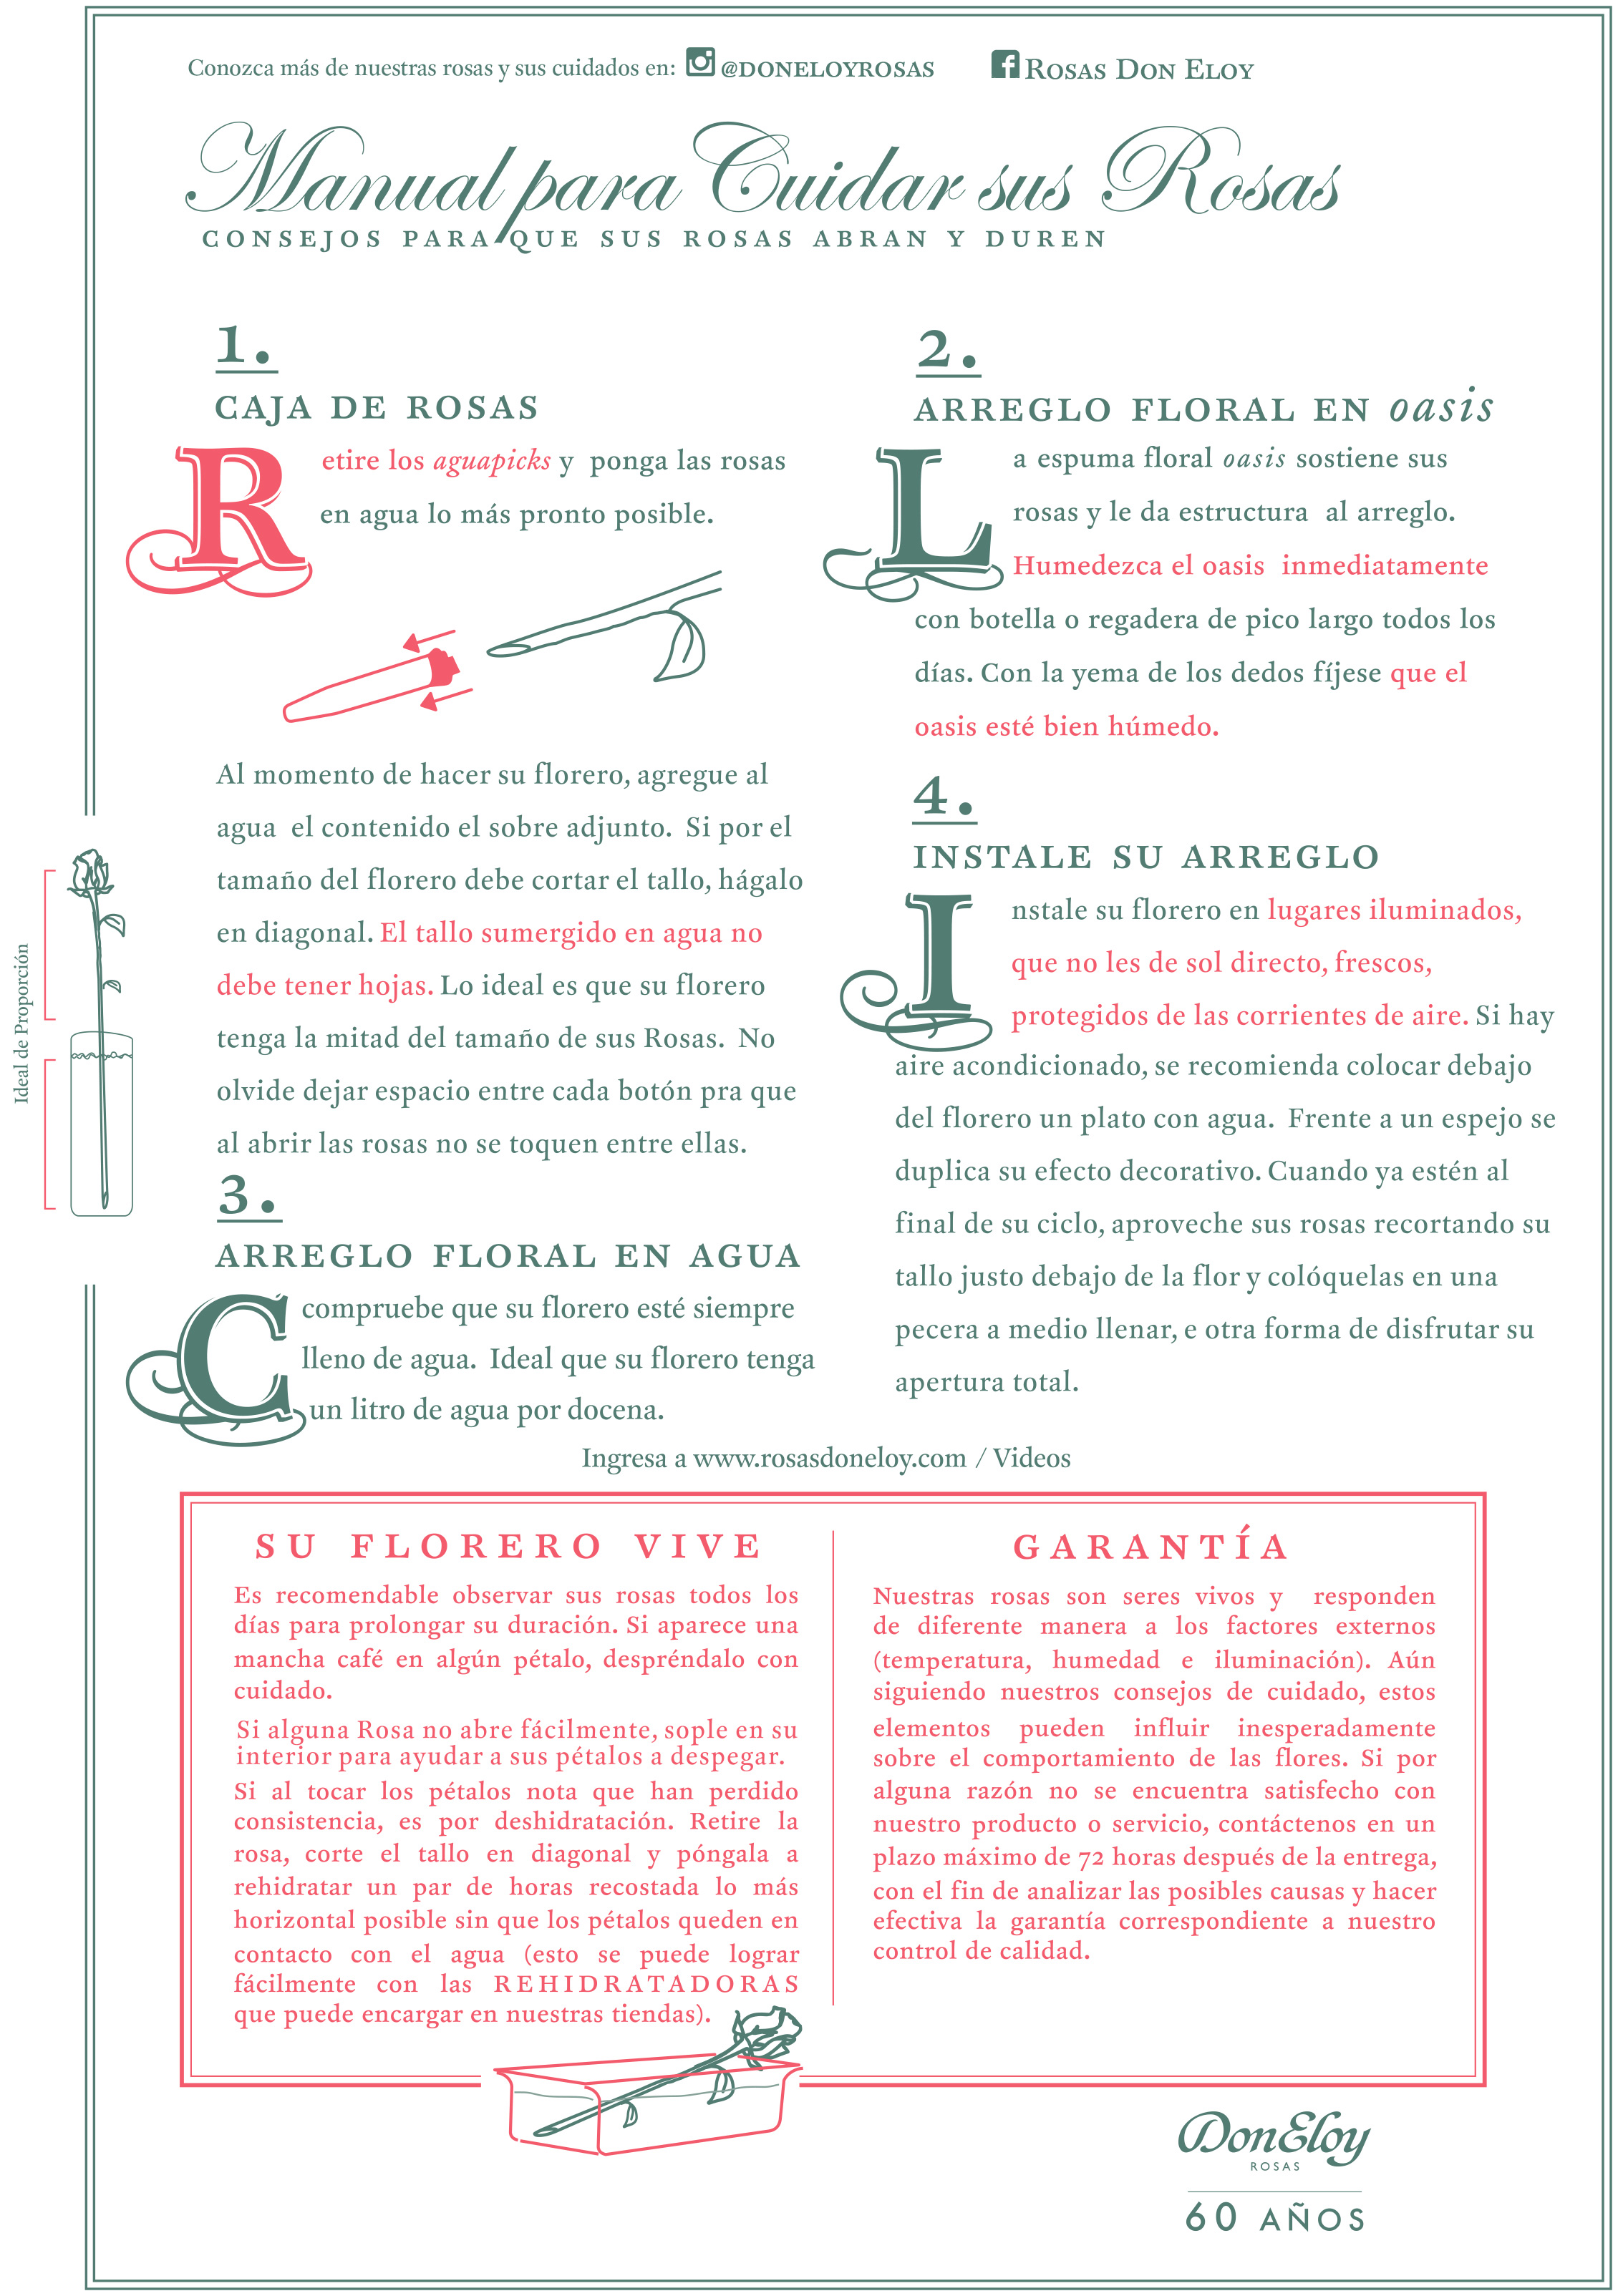 Conozca más de nuestras rosas y sus cuidados en: @DONELOYROSAS ROSAS DON ELOY
Manual para Cuidar sus Rosas
CONSEJOS PARA QUE SUS ROSAS ABRAN Y DUREN
1.
CAJA DE ROSAS
Retire los aguapicks y ponga las rosas
en agua lo más pronto posible.
Al momento de hacer su florero, agregue al
agua el contenido el sobre adjunto. Si por el
tamaño del florero debe cortar el tallo, hágalo
en diagonal. El tallo sumergido en agua no
debe tener hojas. Lo ideal es que su florero
tenga la mitad del tamaño de sus Rosas. No
olvide dejar espacio entre cada botón pra que
al abrir las rosas no se toquen entre ellas.
Ideal de Proporción
2.
ARREGLO FLORAL EN oasis
La espuma floral oasis sostiene sus
rosas y le da estructura al arreglo.
Humedezca el oasis inmediatamente
con botella o regadera de pico largo todos los
días. Con la yema de los dedos fíjese que el
oasis esté bien húmedo.
3.
ARREGLO FLORAL EN AGUA
Ccompruebe que su florero esté siempre
lleno de agua. Ideal que su florero tenga
un litro de agua por docena.
4.
INSTALE SU ARREGLO
Instale su florero en lugares iluminados,
que no les de sol directo, frescos,
protegidos de las corrientes de aire. Si hay
aire acondicionado, se recomienda colocar debajo
del florero un plato con agua. Frente a un espejo se
duplica su efecto decorativo. Cuando ya estén al
final de su ciclo, aproveche sus rosas recortando su
tallo justo debajo de la flor y colóquelas en una
pecera a medio llenar, e otra forma de disfrutar su
apertura total.
Ingresa a www.rosasdoneloy.com / Videos
SU FLORERO VIVE
Es recomendable observar sus rosas todos los
días para prolongar su duración. Si aparece una
mancha café en algún pétalo, despréndalo con
cuidado.
Si alguna Rosa no abre fácilmente, sople en su
interior para ayudar a sus pétalos a despegar.
Si al tocar los pétalos nota que han perdido
consistencia, es por deshidratación. Retire la
rosa, corte el tallo en diagonal y póngala a
rehidratar un par de horas recostada lo más
horizontal posible sin que los pétalos queden en
contacto con el agua (esto se puede lograr
fácilmente con las REHIDRATADORAS
que puede encargar en nuestras tiendas).
GARANTÍA
Nuestras rosas son seres vivos y responden
de diferente manera a los factores externos
(temperatura, humedad e iluminación). Aún
siguiendo nuestros consejos de cuidado, estos
elementos pueden influir inesperadamente
sobre el comportamiento de las flores. Si por
alguna razón no se encuentra satisfecho con
nuestro producto o servicio, contáctenos en un
plazo máximo de 72 horas después de la entrega,
con el fin de analizar las posibles causas y hacer
efectiva la garantía correspondiente a nuestro
control de calidad.
Don Eloy
ROSAS
60 AÑOS